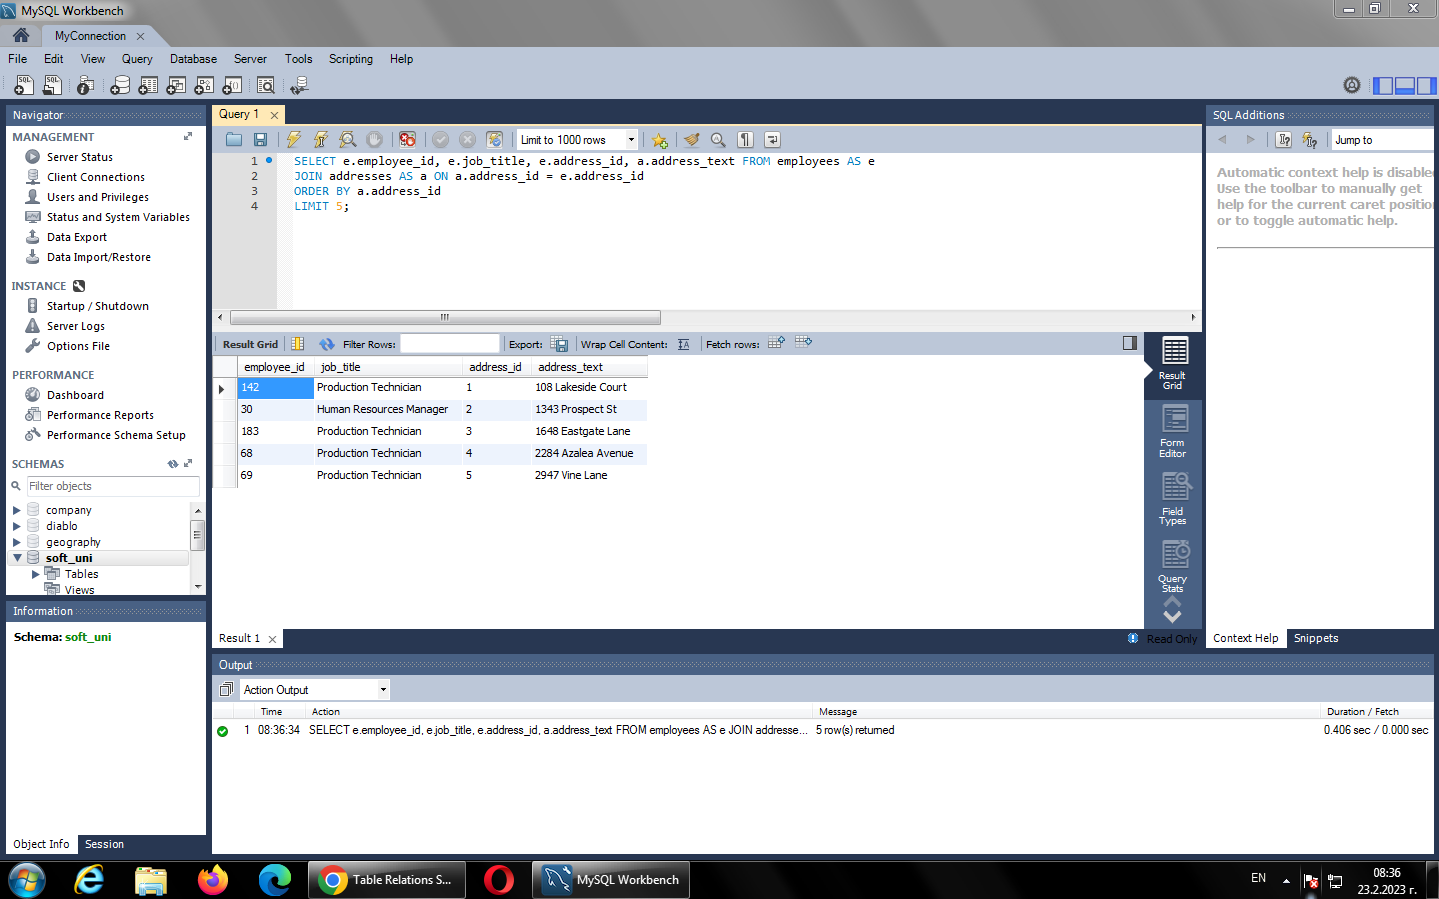 MySQL Workbench
MyConnection
File Edit View Query Database Server Tools Scripting Help
Navigator
MANAGEMENT
Server Status
Client Connections
Users and Privileges
Status and System Variables
Data Export
Data Import/Restore
INSTANCE
Startup / Shutdown
Server Logs
Options File
PERFORMANCE
Dashboard
Performance Reports
Performance Schema Setup
SCHEMAS
Filter objects
company
diablo
geography
soft_uni
Tables
Views
Information
Schema: soft_uni
Object Info Session
Query 1
Limit to 1000 rows
1 SELECT e.employee_id, e.job_title, e.address_id, a.address_text FROM employees AS e
2 JOIN addresses AS a ON a.address_id = e.address_id
3 ORDER BY a.address_id
4 LIMIT 5;
Result Grid Filter Rows: Export: Wrap Cell Content: Fetch rows:
employee_id job_title address_id address_text
142 Production Technician 1 108 Lakeside Court
30 Human Resources Manager 2 1343 Prospect St
183 Production Technician 3 1648 Eastgate Lane
68 Production Technician 4 2284 Azalea Avenue
69 Production Technician 5 2947 Vine Lane
Result
Grid
Form
Editor
Field
Types
Query
Stats
Result 1
Read Only
SQL Additions
Jump to
Automatic context help is disabled
Use the toolbar to manually get
help for the current caret position
or to toggle automatic help.
Context Help Snippets
Output
Action Output
Time Action Message Duration / Fetch
1 08:36:34 SELECT e.employee_id, e.job_title, e.address_id, a.address_text FROM employees AS e JOIN addresse... 5 row(s) returned 0.406 sec / 0.000 sec
Table Relations S...
MySQL Workbench
EN
08:36
23.2.2023 г.